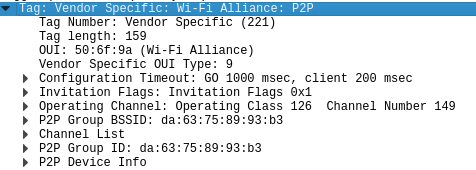 Tag: Vendor Specific: Wi-Fi Alliance: P2P
Tag Number: Vendor Specific (221)
Tag length: 159
OUI: 50:6f:9a (Wi-Fi Alliance)
Vendor Specific OUI Type: 9
Configuration Timeout: GO 1000 msec, client 200 msec
Invitation Flags: Invitation Flags 0x1
Operating Channel: Operating Class 126  Channel Number 149
P2P Group BSSID: da:63:75:89:93:b3
Channel List
P2P Group ID: da:63:75:89:93:b3
P2P Device Info